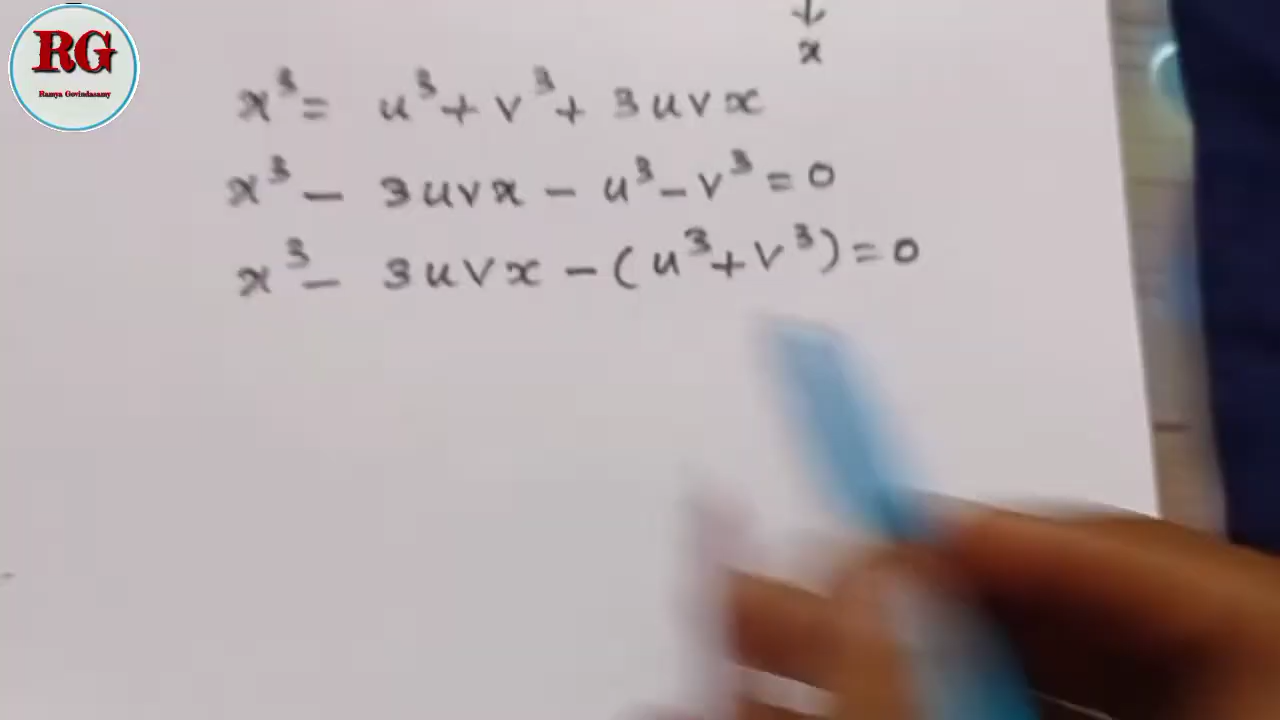 RG
Ramya Govindasamy
↓
x
x³ = u³ + v³ + 3uvx
x³ - 3uvx - u³ - v³ = 0
x³ - 3uvx - (u³ + v³) = 0